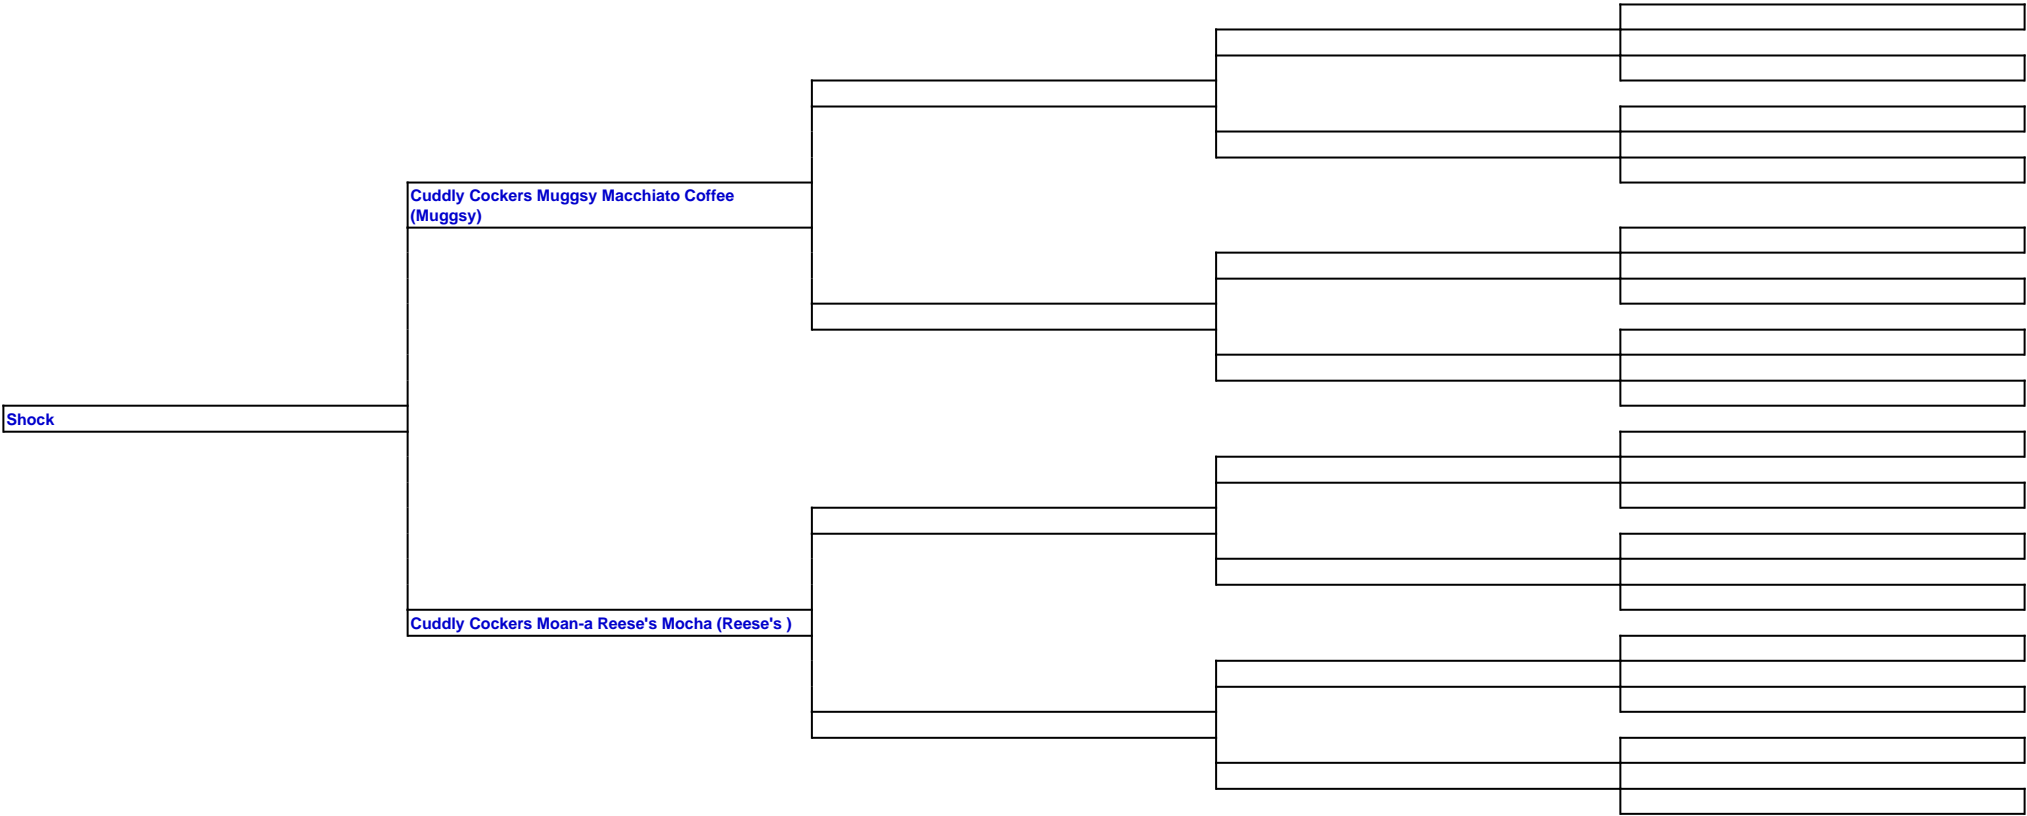 Cuddly Cockers Muggsy Macchiato Coffee
(Muggsy)
Shock
Cuddly Cockers Moan-a Reese's Mocha (Reese's )